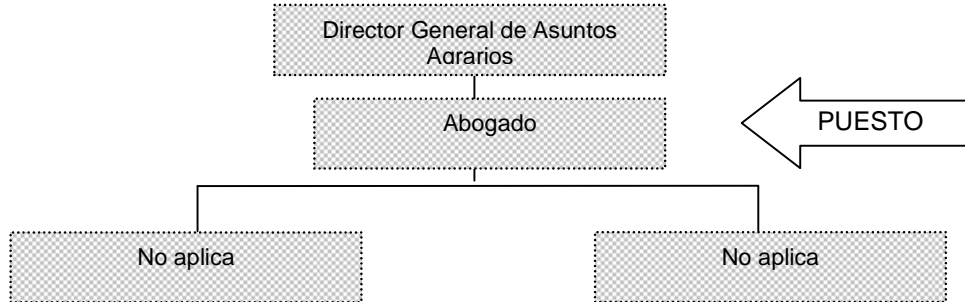 Director General de Asuntos
Agrarios
Abogado
PUESTO
No aplica
No aplica